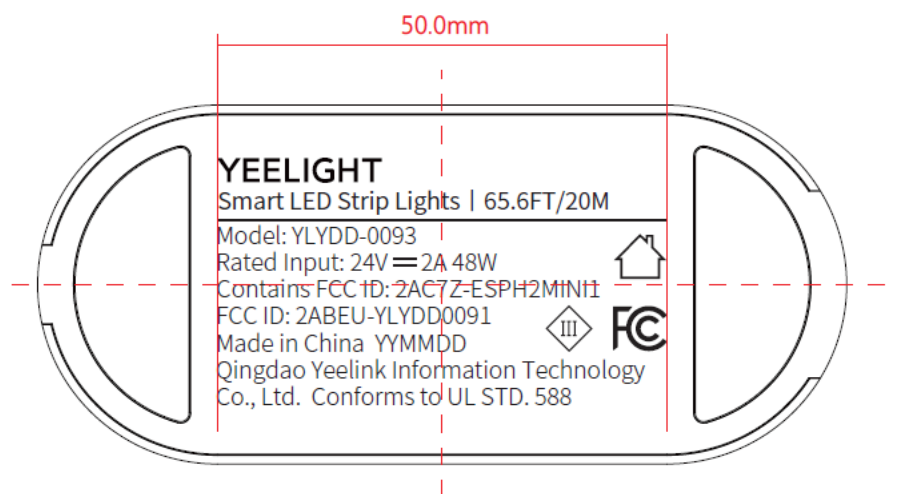 50.0mm
YEELIGHT
Smart LED Strip Lights | 65.6FT/20M
Model: YLYDD-0093
Rated Input: 24V⎓2A 48W
Contains FCC ID: 2AC7Z-ESPH2MINI1
FCC ID: 2ABEU-YLYDD0091
III
FC
Made in China YYMMDD
Qingdao Yeelink Information Technology
Co., Ltd. Conforms to UL STD. 588